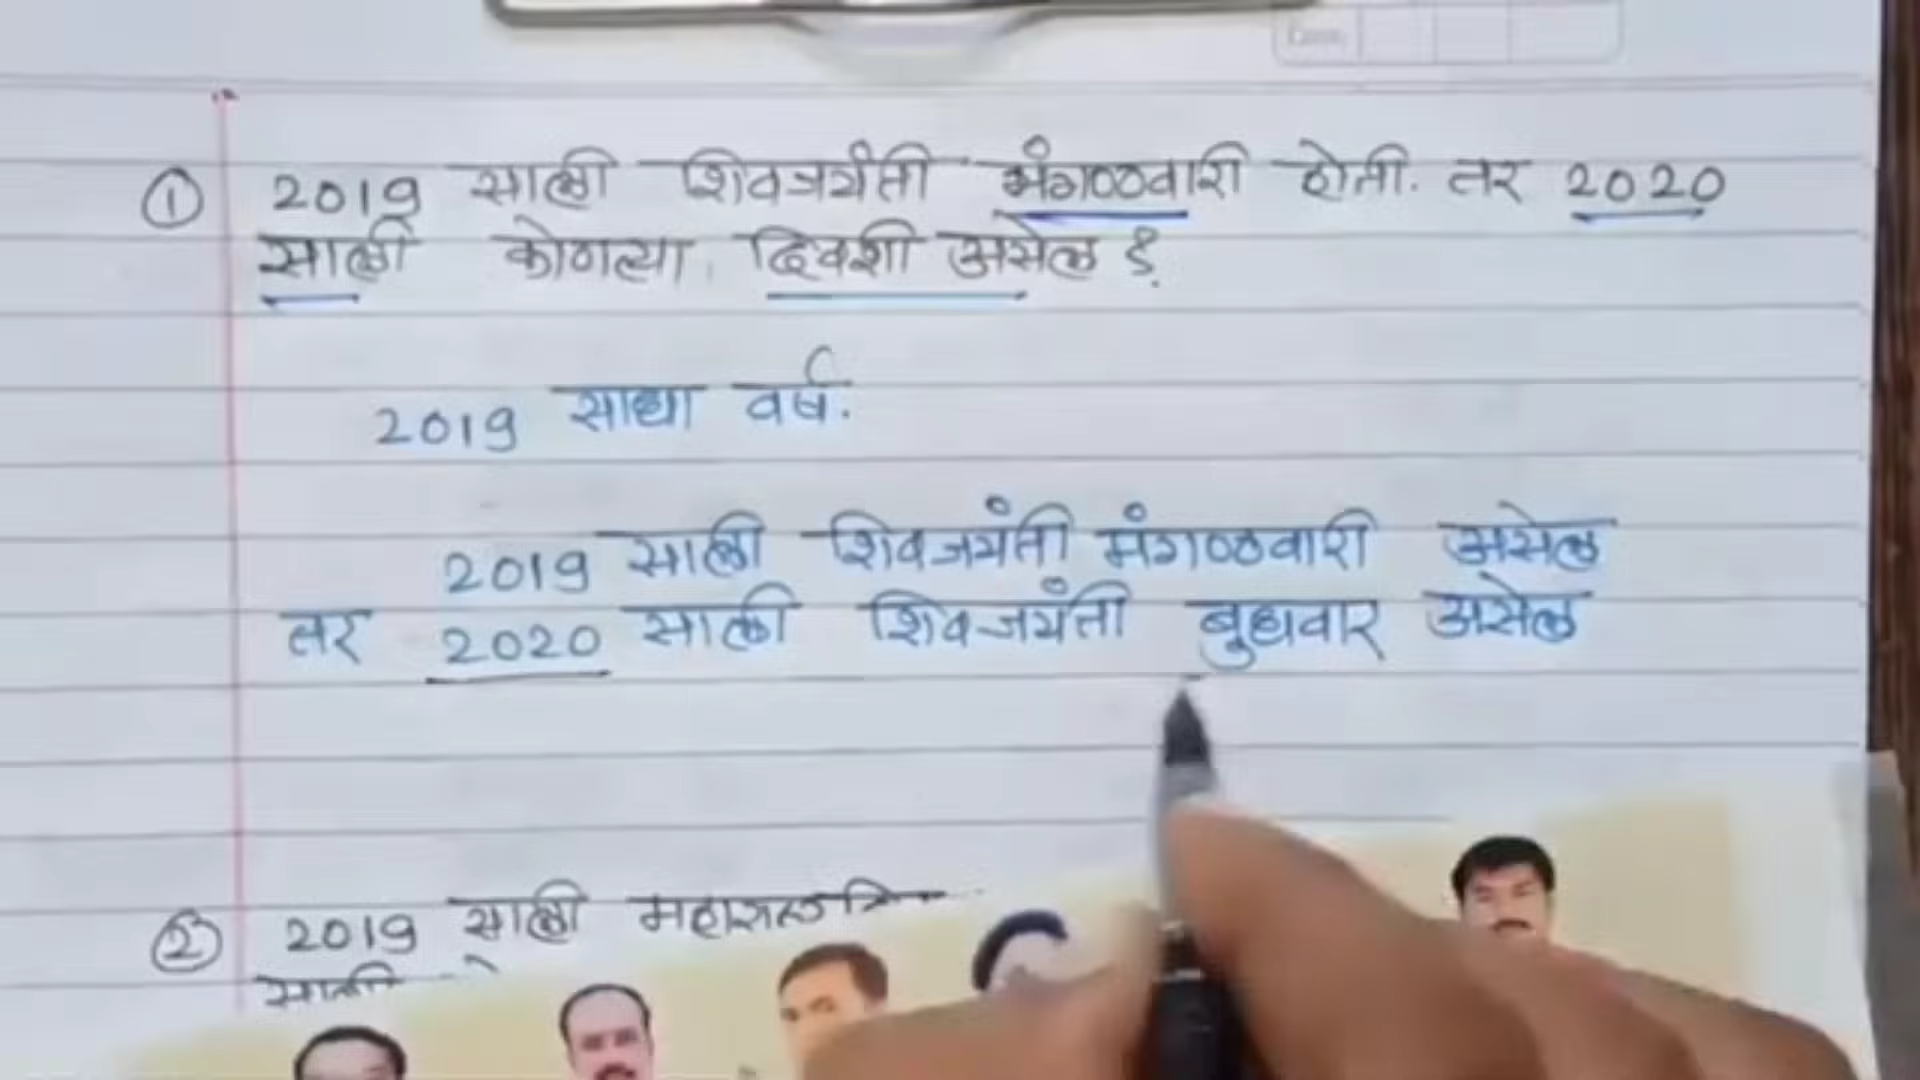 ① 2019 साली शिवजयंती मंगळवारी होती. तर 2020
साली कोणत्या दिवशी असेल ?
2019 साधा वर्ष.
2019 साली शिवजयंती मंगळवारी असेल
तर 2020 साली शिवजयंती बुधवार असेल
② 2019 साली